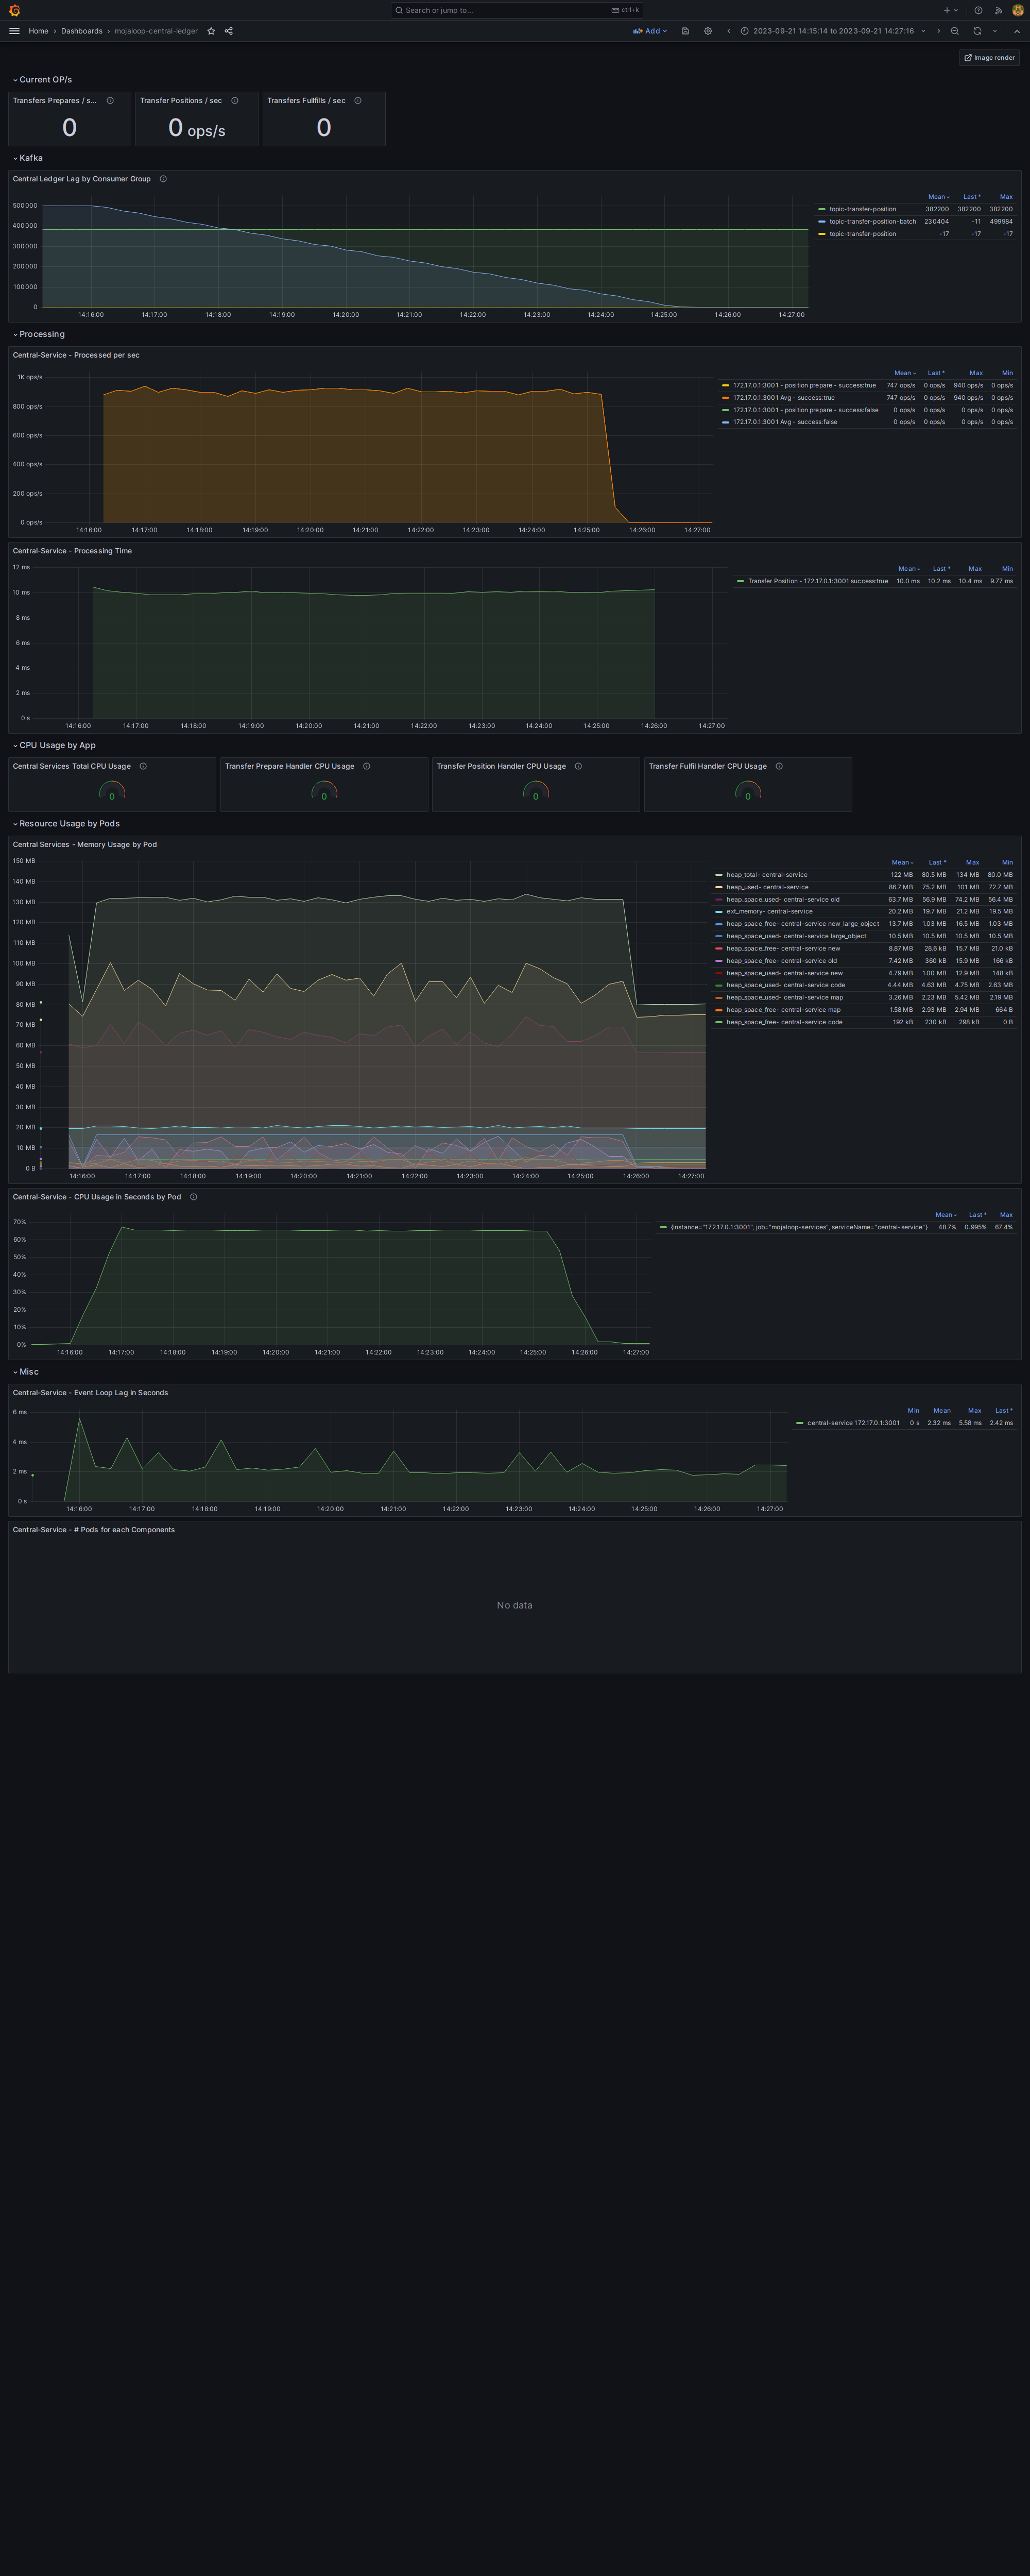 Search or jump to...
ctrl+k
Home › Dashboards › mojaloop-central-ledger
Add
2023-09-21 14:15:14 to 2023-09-21 14:27:16
Image render
Current OP/s
Transfers Prepares / s...
Transfer Positions / sec
Transfers Fullfills / sec
0
0 ops/s
0
Kafka
Central Ledger Lag by Consumer Group
500000
400000
300000
200000
100000
0
14:16:00 14:17:00 14:18:00 14:19:00 14:20:00 14:21:00 14:22:00 14:23:00 14:24:00 14:25:00 14:26:00 14:27:00
Mean Last * Max
topic-transfer-position 382200 382200 382200
topic-transfer-position-batch 230404 -11 499984
topic-transfer-position -17 -17 -17
Processing
Central-Service - Processed per sec
1K ops/s
800 ops/s
600 ops/s
400 ops/s
200 ops/s
0 ops/s
14:16:00 14:17:00 14:18:00 14:19:00 14:20:00 14:21:00 14:22:00 14:23:00 14:24:00 14:25:00 14:26:00 14:27:00
Mean Last * Max Min
172.17.0.1:3001 - position prepare - success:true 747 ops/s 0 ops/s 940 ops/s 0 ops/s
172.17.0.1:3001 Avg - success:true 747 ops/s 0 ops/s 940 ops/s 0 ops/s
172.17.0.1:3001 - position prepare - success:false 0 ops/s 0 ops/s 0 ops/s 0 ops/s
172.17.0.1:3001 Avg - success:false 0 ops/s 0 ops/s 0 ops/s 0 ops/s
Central-Service - Processing Time
12 ms
10 ms
8 ms
6 ms
4 ms
2 ms
0 s
14:16:00 14:17:00 14:18:00 14:19:00 14:20:00 14:21:00 14:22:00 14:23:00 14:24:00 14:25:00 14:26:00 14:27:00
Mean Last * Max Min
Transfer Position - 172.17.0.1:3001 success:true 10.0 ms 10.2 ms 10.4 ms 9.77 ms
CPU Usage by App
Central Services Total CPU Usage
Transfer Prepare Handler CPU Usage
Transfer Position Handler CPU Usage
Transfer Fulfil Handler CPU Usage
0
0
0
0
Resource Usage by Pods
Central Services - Memory Usage by Pod
150 MB
140 MB
130 MB
120 MB
110 MB
100 MB
90 MB
80 MB
70 MB
60 MB
50 MB
40 MB
30 MB
20 MB
10 MB
0 B
14:16:00 14:17:00 14:18:00 14:19:00 14:20:00 14:21:00 14:22:00 14:23:00 14:24:00 14:25:00 14:26:00 14:27:00
Mean Last * Max Min
heap_total- central-service 122 MB 80.5 MB 134 MB 80.0 MB
heap_used- central-service 86.7 MB 75.2 MB 101 MB 72.7 MB
heap_space_used- central-service old 63.7 MB 56.9 MB 74.2 MB 56.4 MB
ext_memory- central-service 20.2 MB 19.7 MB 21.2 MB 19.5 MB
heap_space_used- central-service new_large_object 13.7 MB 1.03 MB 16.5 MB 1.03 MB
heap_space_used- central-service large_object 10.5 MB 10.5 MB 10.5 MB 10.5 MB
heap_space_free- central-service new 8.87 MB 28.6 kB 15.7 MB 21.0 kB
heap_space_free- central-service old 7.42 MB 360 kB 15.9 MB 166 kB
heap_space_used- central-service new 4.79 MB 1.00 MB 12.9 MB 148 kB
heap_space_used- central-service code 4.44 MB 4.63 MB 4.75 MB 2.63 MB
heap_space_used- central-service map 3.26 MB 2.23 MB 5.42 MB 2.19 MB
heap_space_free- central-service map 1.58 MB 2.93 MB 2.94 MB 664 B
heap_space_free- central-service code 192 kB 230 kB 298 kB 0 B
Central-Service - CPU Usage in Seconds by Pod
70%
60%
50%
40%
30%
20%
10%
0%
14:16:00 14:17:00 14:18:00 14:19:00 14:20:00 14:21:00 14:22:00 14:23:00 14:24:00 14:25:00 14:26:00 14:27:00
Mean Last * Max
{instance="172.17.0.1:3001", job="mojaloop-services", serviceName="central-service"} 48.7% 0.995% 67.4%
Misc
Central-Service - Event Loop Lag in Seconds
6 ms
4 ms
2 ms
0 s
14:16:00 14:17:00 14:18:00 14:19:00 14:20:00 14:21:00 14:22:00 14:23:00 14:24:00 14:25:00 14:26:00 14:27:00
Min Mean Max Last *
central-service 172.17.0.1:3001 0 s 2.32 ms 5.58 ms 2.42 ms
Central-Service - # Pods for each Components
No data